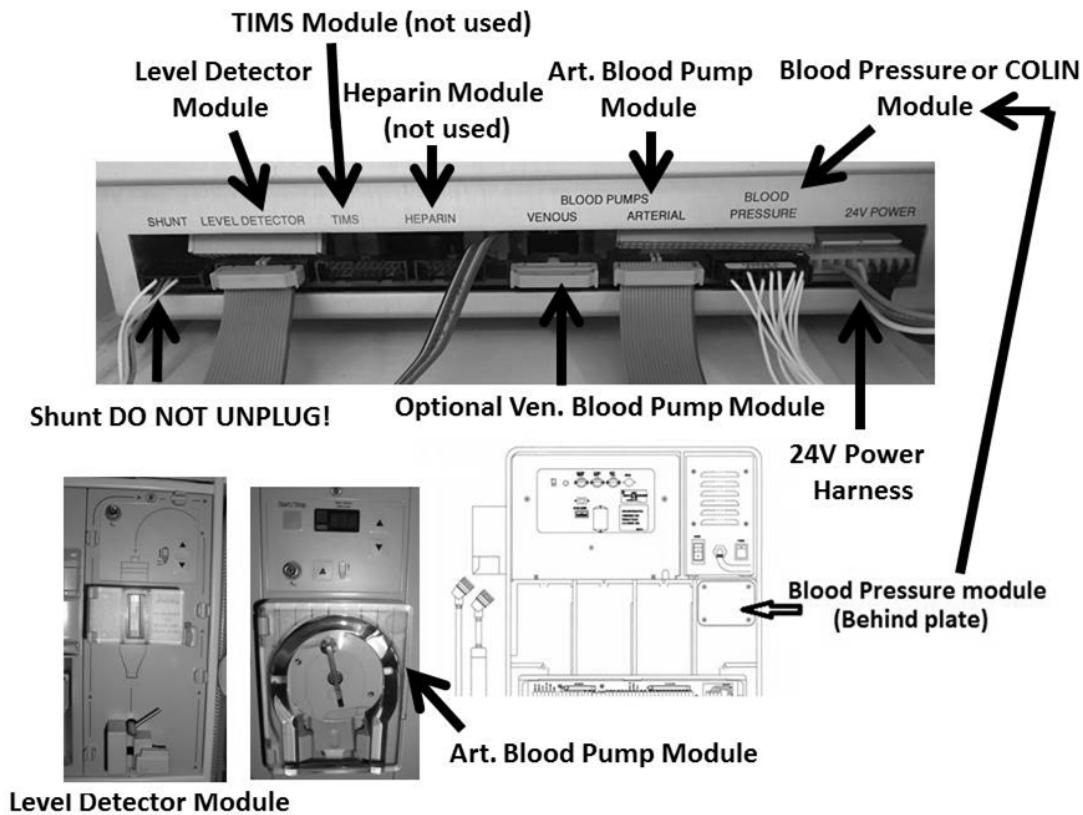 TIMS Module (not used)
Level Detector
Module
Heparin Module
(not used)
Art. Blood Pump
Module
Blood Pressure or COLIN
Module
SHUNT
LEVEL DETECTOR
TIMS
HEPARIN
BLOOD PUMPS
VENOUS
ARTERIAL
BLOOD
PRESSURE
24V POWER
Shunt DO NOT UNPLUG!
Optional Ven. Blood Pump Module
24V Power
Harness
Start/Stop
Blood Pressure module
(Behind plate)
Art. Blood Pump Module
Level Detector Module